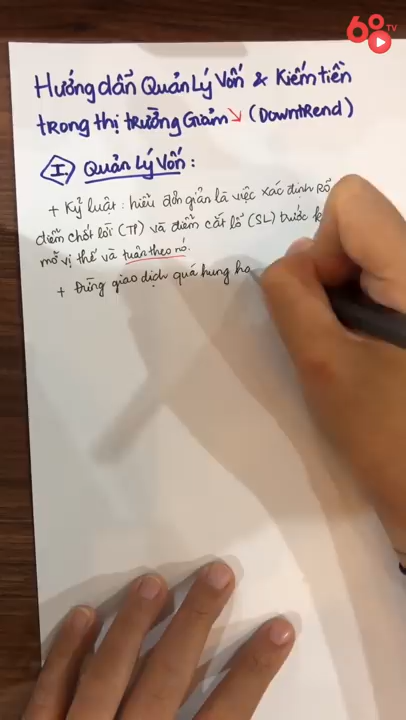 68 TV
Hướng dẫn Quản Lý Vốn & Kiếm tiền
trong thị trường Giảm ↘ (Downtrend)
I. Quản Lý Vốn:
+ Kỷ luật: hiểu đơn giản là việc xác định rõ
điểm chốt lời (TP) và điểm cắt lỗ (SL) trước
mở vị thế và tuân theo nó.
+ Đừng giao dịch quá hung